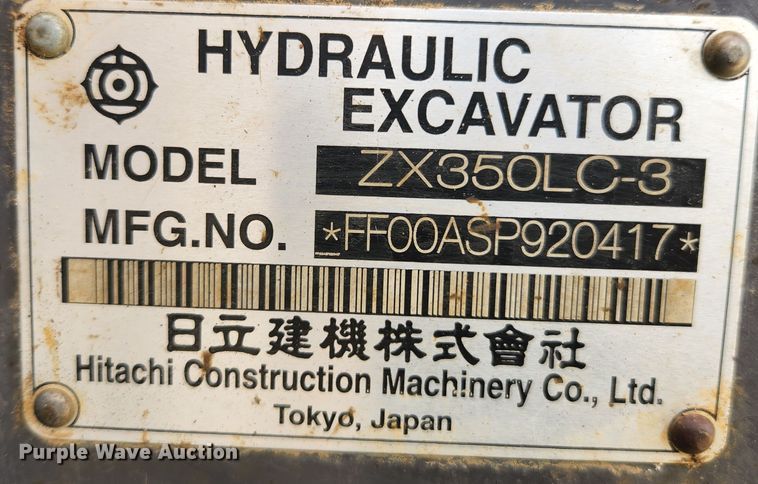 HYDRAULIC
EXCAVATOR
MODEL ZX350LC-3
MFG.NO. *FF00ASP920417*
日立建機株式會社
Hitachi Construction Machinery Co., Ltd.
Tokyo, Japan
Purple Wave Auction